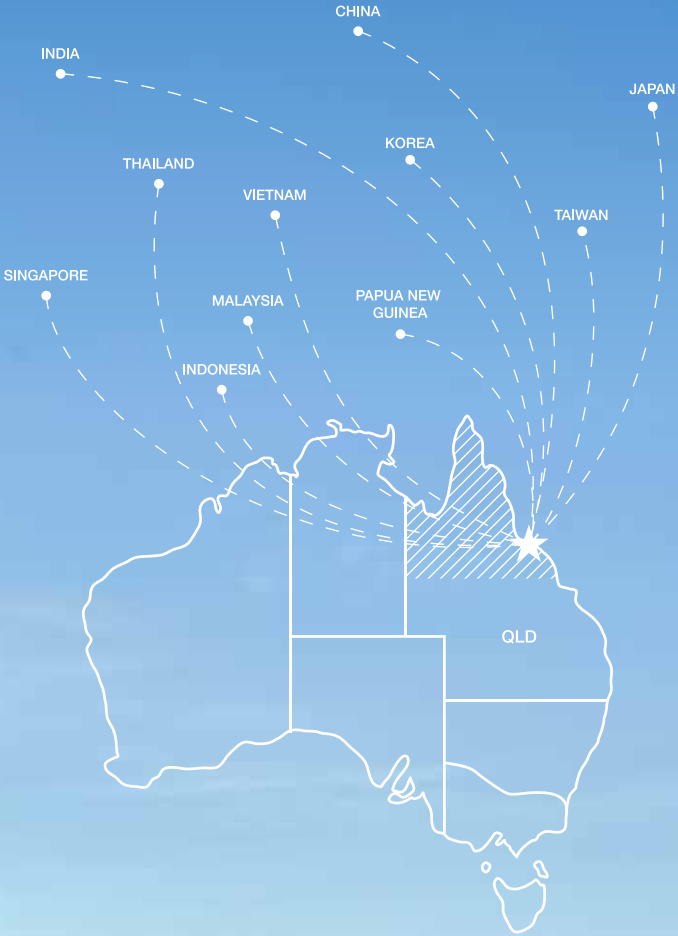 CHINA
INDIA
JAPAN
KOREA
THAILAND
VIETNAM
TAIWAN
SINGAPORE
MALAYSIA
PAPUA NEW
GUINEA
INDONESIA
QLD